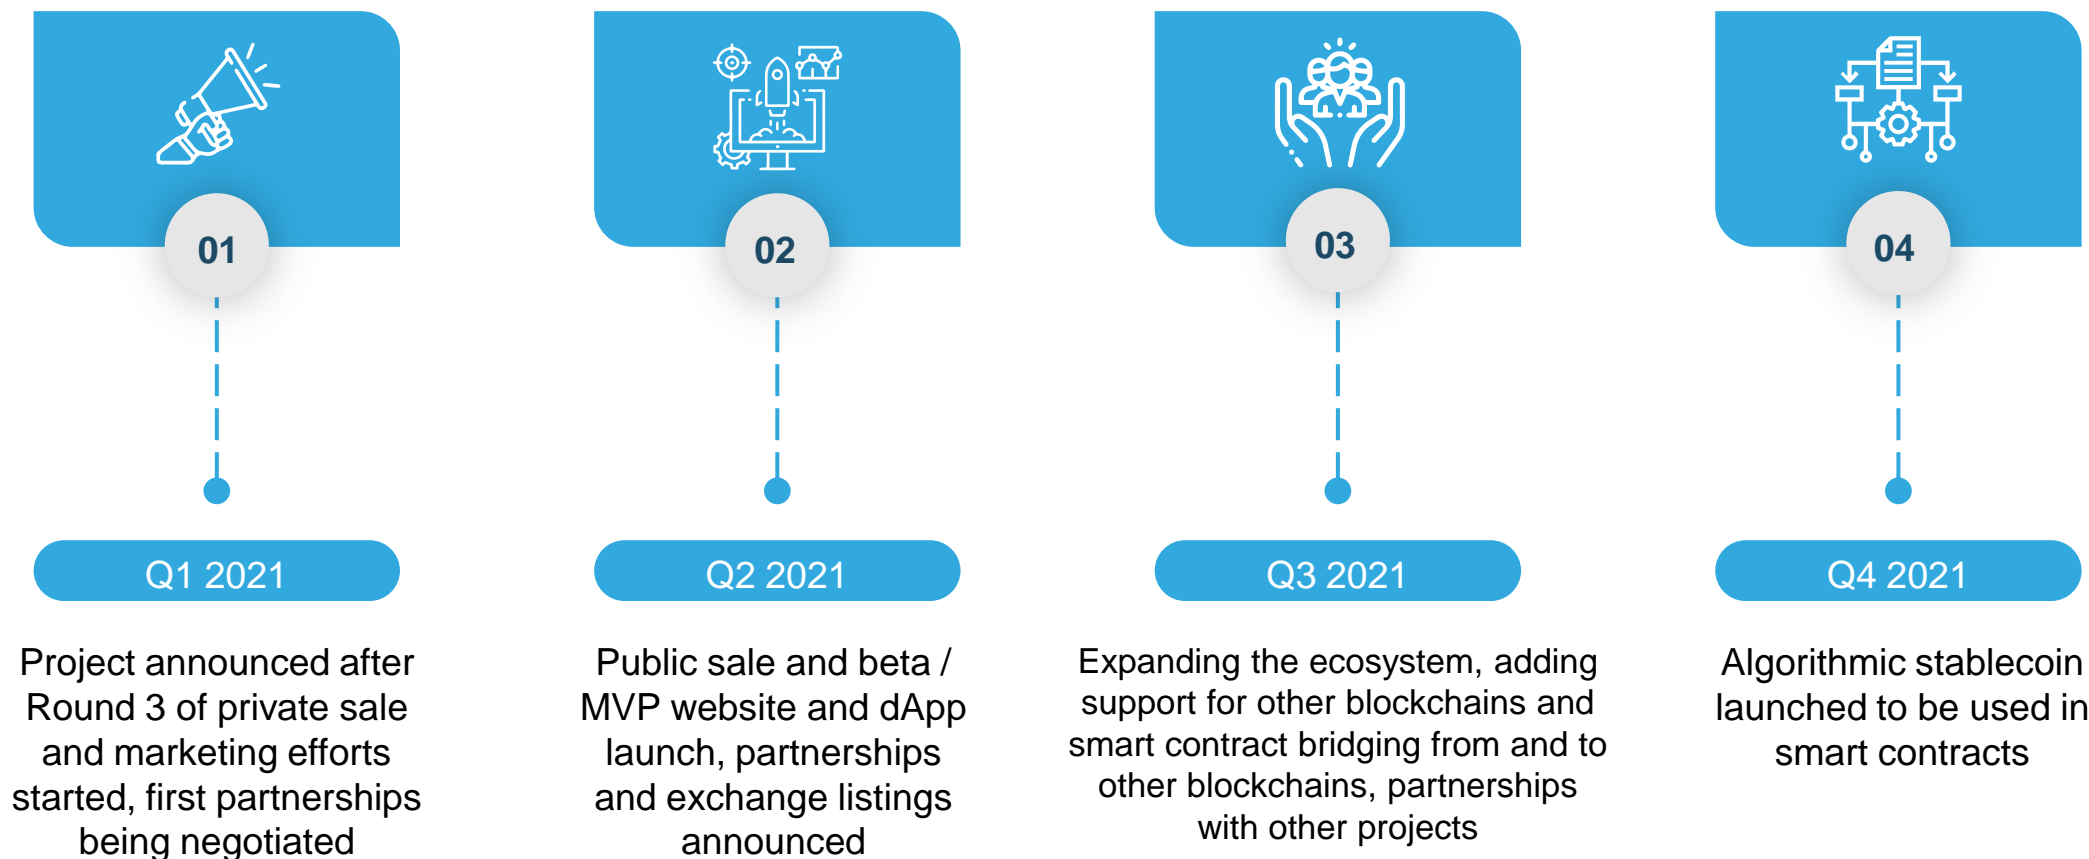 01
02
03
04
Q1 2021
Q2 2021
Q3 2021
Q4 2021
Project announced after
Round 3 of private sale
and marketing efforts
started, first partnerships
being negotiated
Public sale and beta /
MVP website and dApp
launch, partnerships
and exchange listings
announced
Expanding the ecosystem, adding
support for other blockchains and
smart contract bridging from and to
other blockchains, partnerships
with other projects
Algorithmic stablecoin
launched to be used in
smart contracts